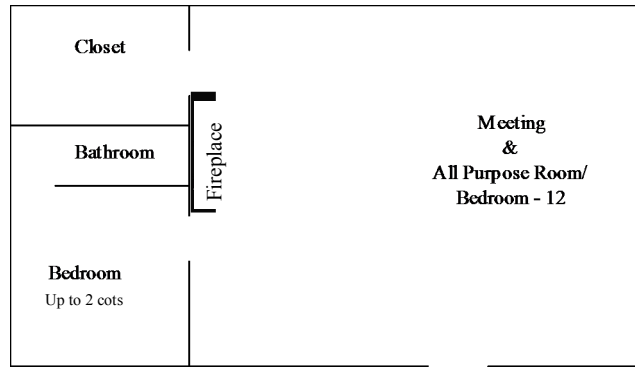 Closet
Bathroom
Fireplace
Bedroom
Up to 2 cots
Meeting
&
All Purpose Room/
Bedroom - 12